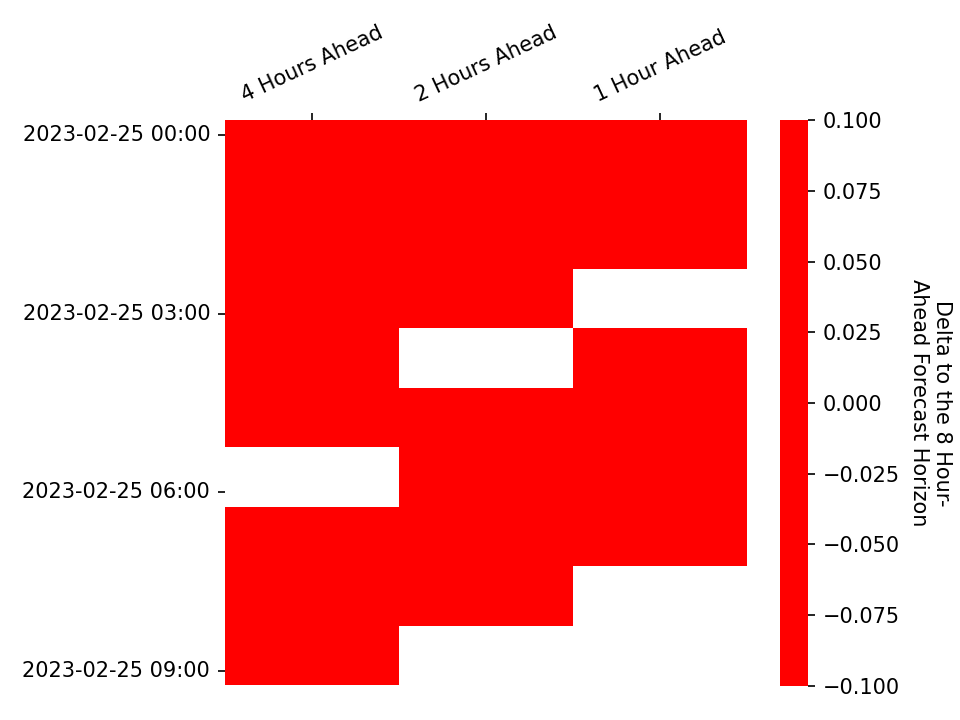 4 Hours Ahead
2 Hours Ahead
1 Hour Ahead
2023-02-25 00:00
2023-02-25 03:00
2023-02-25 06:00
2023-02-25 09:00
0.100
0.075
0.050
0.025
0.000
−0.025
−0.050
−0.075
−0.100
Delta to the 8 Hour-
Ahead Forecast Horizon